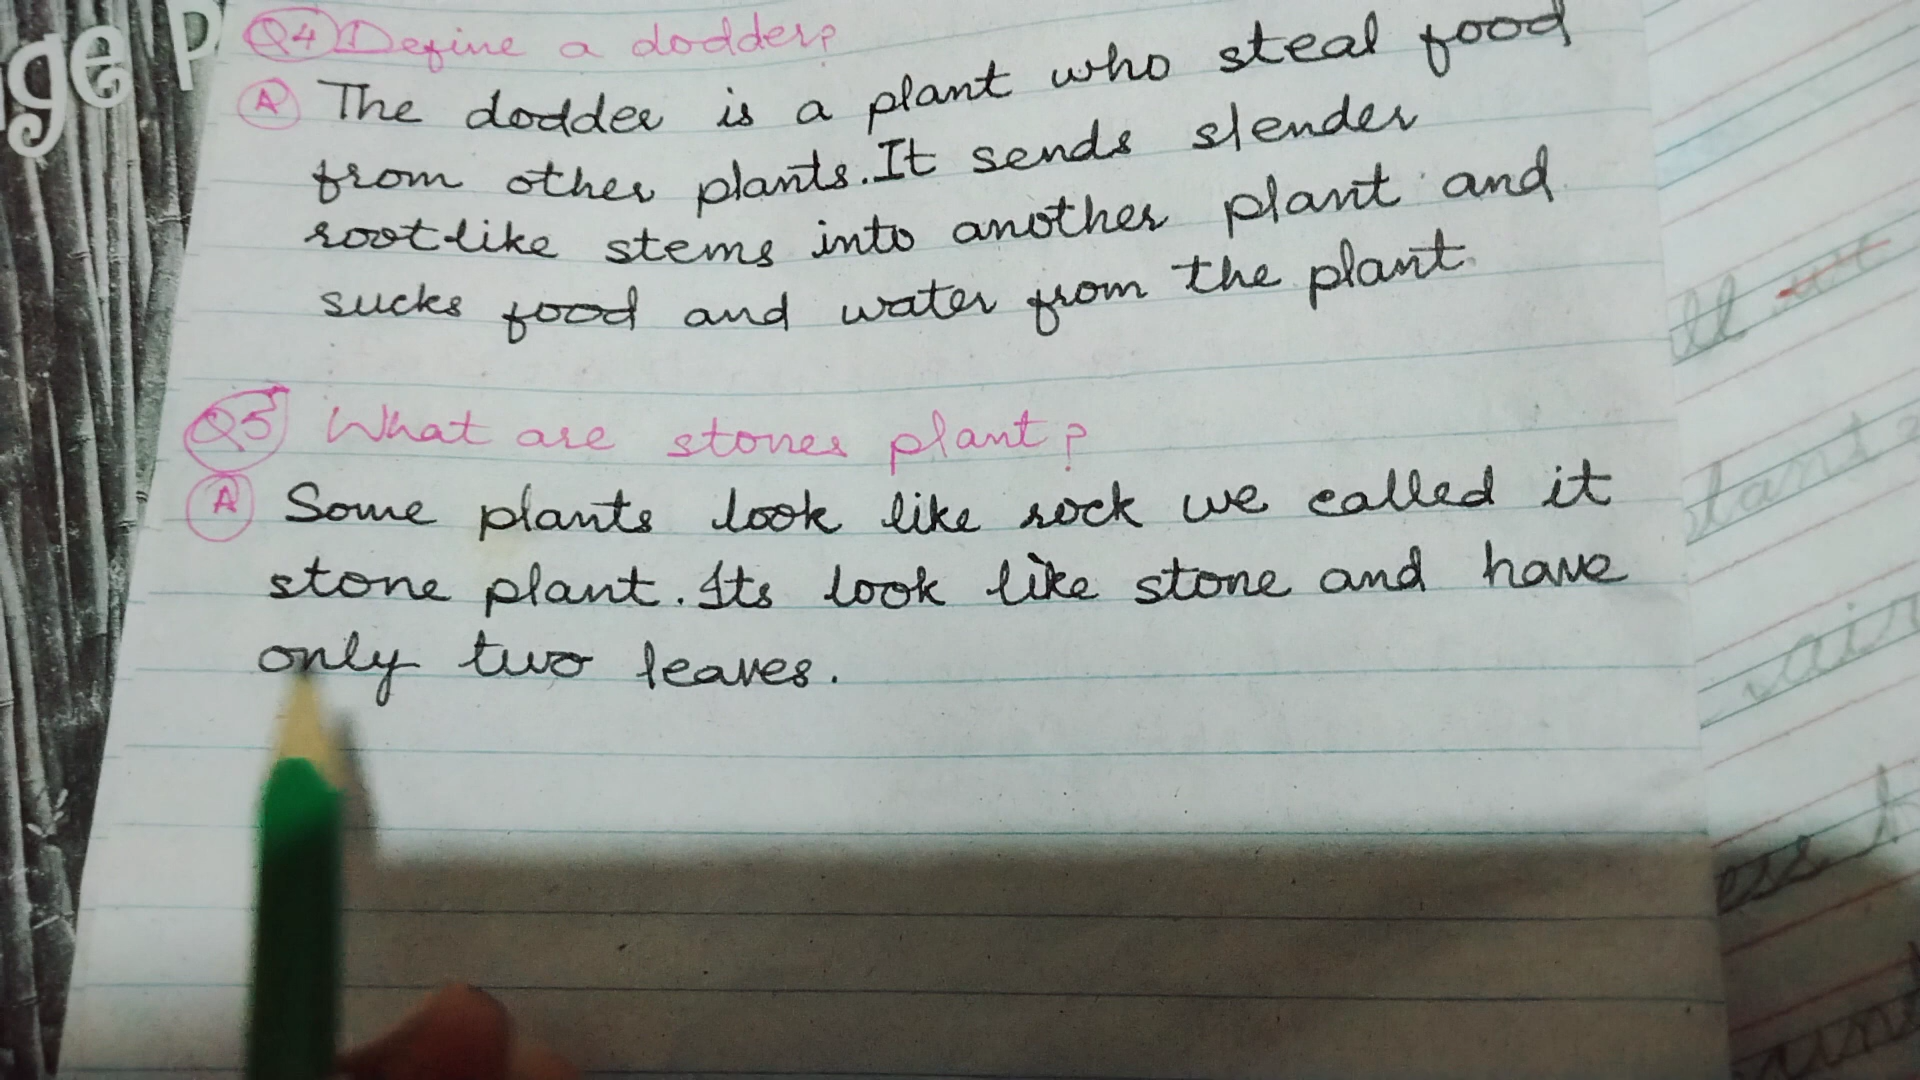 ge P
Q4 Define a dodder?
A The dodder is a plant who steal food
from other plants. It sends slender
rootlike stems into another plant and
sucks food and water from the plant.
Q5 What are stones plant?
A Some plants look like rock we called it
stone plant. Its look like stone and have
only two leaves.